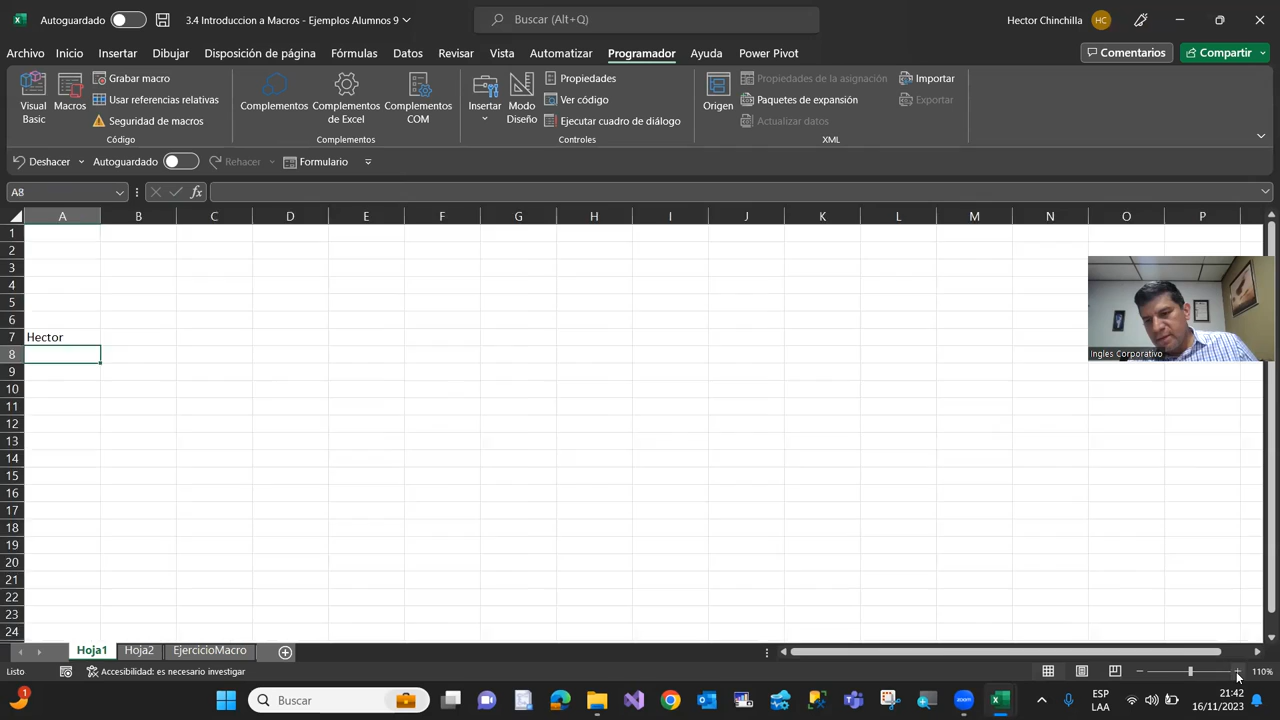 Autoguardado
3.4 Introduccion a Macros - Ejemplos Alumnos 9
Buscar (Alt+Q)
Hector Chinchilla
HC
Archivo
Inicio
Insertar
Dibujar
Disposición de página
Fórmulas
Datos
Revisar
Vista
Automatizar
Programador
Ayuda
Power Pivot
Comentarios
Compartir
Visual Basic
Macros
Grabar macro
Usar referencias relativas
Seguridad de macros
Código
Complementos
Complementos de Excel
Complementos COM
Complementos
Insertar
Modo Diseño
Propiedades
Ver código
Ejecutar cuadro de diálogo
Controles
Origen
Propiedades de la asignación
Paquetes de expansión
Actualizar datos
Importar
Exportar
XML
Deshacer
Autoguardado
Rehacer
Formulario
A8
fx
A B C D E F G H I J K L M N O P
1
2
3
4
5
6
7 Hector
8
9
10
11
12
13
14
15
16
17
18
19
20
21
22
23
24
Ingles Corporativo
Hoja1
Hoja2
EjercicioMacro
Listo
Accesibilidad: es necesario investigar
110%
1
Buscar
ESP
LAA
21:42
16/11/2023